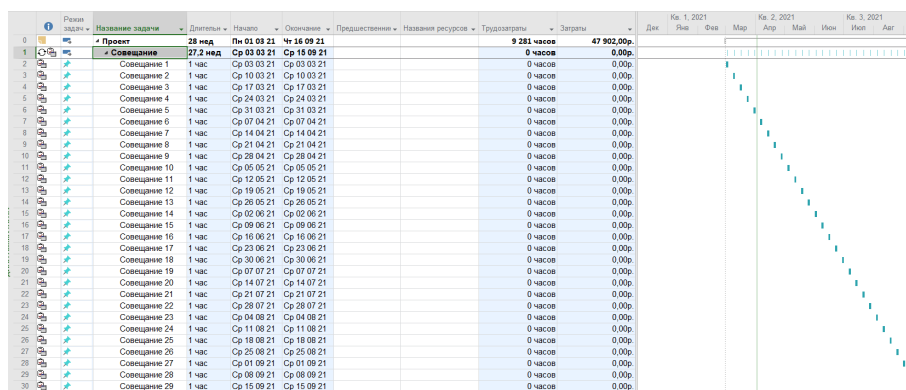 Кв. 1, 2021 Кв. 2, 2021 Кв. 3, 2021
Режим задач Название задачи Длительн Начало Окончание Предшественник Названия ресурсов Трудозатраты Затраты Дек Янв Фев Мар Апр Май Июн Июл Авг
0 Проект 28 нед Пн 01 03 21 Чт 16 09 21 9 281 часов 47 902,00р.
1 Совещание 27,2 нед Ср 03 03 21 Ср 15 09 21 0 часов 0,00р.
2 Совещание 1 1 час Ср 03 03 21 Ср 03 03 21 0 часов 0,00р.
3 Совещание 2 1 час Ср 10 03 21 Ср 10 03 21 0 часов 0,00р.
4 Совещание 3 1 час Ср 17 03 21 Ср 17 03 21 0 часов 0,00р.
5 Совещание 4 1 час Ср 24 03 21 Ср 24 03 21 0 часов 0,00р.
6 Совещание 5 1 час Ср 31 03 21 Ср 31 03 21 0 часов 0,00р.
7 Совещание 6 1 час Ср 07 04 21 Ср 07 04 21 0 часов 0,00р.
8 Совещание 7 1 час Ср 14 04 21 Ср 14 04 21 0 часов 0,00р.
9 Совещание 8 1 час Ср 21 04 21 Ср 21 04 21 0 часов 0,00р.
10 Совещание 9 1 час Ср 28 04 21 Ср 28 04 21 0 часов 0,00р.
11 Совещание 10 1 час Ср 05 05 21 Ср 05 05 21 0 часов 0,00р.
12 Совещание 11 1 час Ср 12 05 21 Ср 12 05 21 0 часов 0,00р.
13 Совещание 12 1 час Ср 19 05 21 Ср 19 05 21 0 часов 0,00р.
14 Совещание 13 1 час Ср 26 05 21 Ср 26 05 21 0 часов 0,00р.
15 Совещание 14 1 час Ср 02 06 21 Ср 02 06 21 0 часов 0,00р.
16 Совещание 15 1 час Ср 09 06 21 Ср 09 06 21 0 часов 0,00р.
17 Совещание 16 1 час Ср 16 06 21 Ср 16 06 21 0 часов 0,00р.
18 Совещание 17 1 час Ср 23 06 21 Ср 23 06 21 0 часов 0,00р.
19 Совещание 18 1 час Ср 30 06 21 Ср 30 06 21 0 часов 0,00р.
20 Совещание 19 1 час Ср 07 07 21 Ср 07 07 21 0 часов 0,00р.
21 Совещание 20 1 час Ср 14 07 21 Ср 14 07 21 0 часов 0,00р.
22 Совещание 21 1 час Ср 21 07 21 Ср 21 07 21 0 часов 0,00р.
23 Совещание 22 1 час Ср 28 07 21 Ср 28 07 21 0 часов 0,00р.
24 Совещание 23 1 час Ср 04 08 21 Ср 04 08 21 0 часов 0,00р.
25 Совещание 24 1 час Ср 11 08 21 Ср 11 08 21 0 часов 0,00р.
26 Совещание 25 1 час Ср 18 08 21 Ср 18 08 21 0 часов 0,00р.
27 Совещание 26 1 час Ср 25 08 21 Ср 25 08 21 0 часов 0,00р.
28 Совещание 27 1 час Ср 01 09 21 Ср 01 09 21 0 часов 0,00р.
29 Совещание 28 1 час Ср 08 09 21 Ср 08 09 21 0 часов 0,00р.
30 Совещание 29 1 час Ср 15 09 21 Ср 15 09 21 0 часов 0,00р.